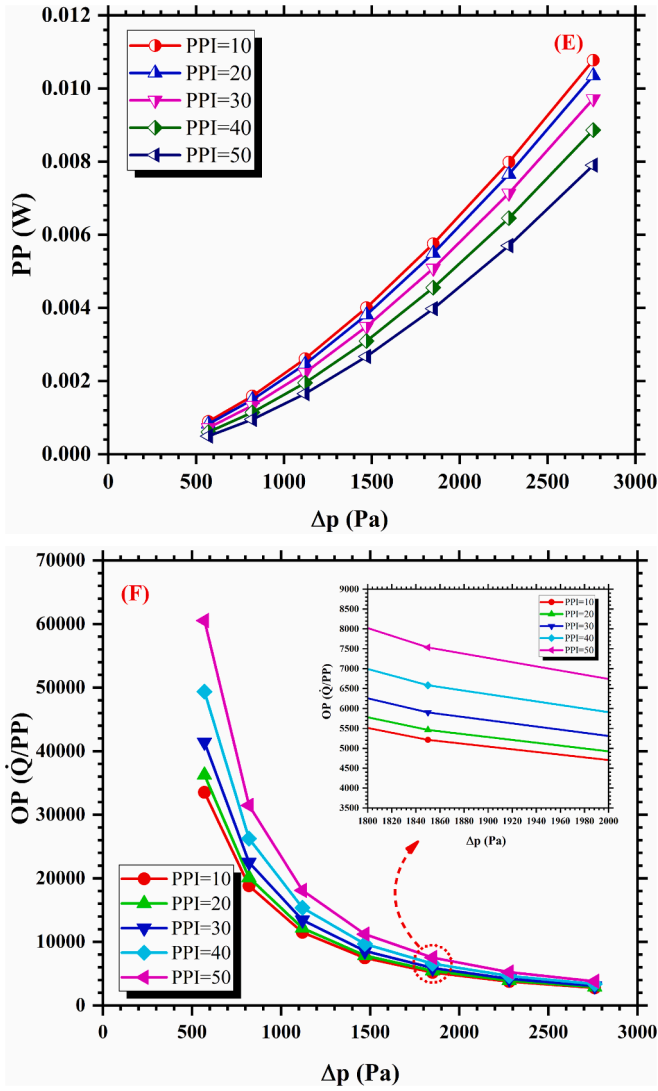 0.012
0.010
0.008
0.006
0.004
0.002
0.000
PP (W)
PPI=10
PPI=20
PPI=30
PPI=40
PPI=50
(E)
0 500 1000 1500 2000 2500 3000
Δp (Pa)
70000
60000
50000
40000
30000
20000
10000
0
OP (Q̇/PP)
(F)
9000
8500
8000
7500
7000
6500
6000
5500
5000
4500
4000
3500
OP (Q̇/PP)
PPI=10
PPI=20
PPI=30
PPI=40
PPI=50
1800 1820 1840 1860 1880 1900 1920 1940 1960 1980 2000
Δp (Pa)
PPI=10
PPI=20
PPI=30
PPI=40
PPI=50
0 500 1000 1500 2000 2500 3000
Δp (Pa)